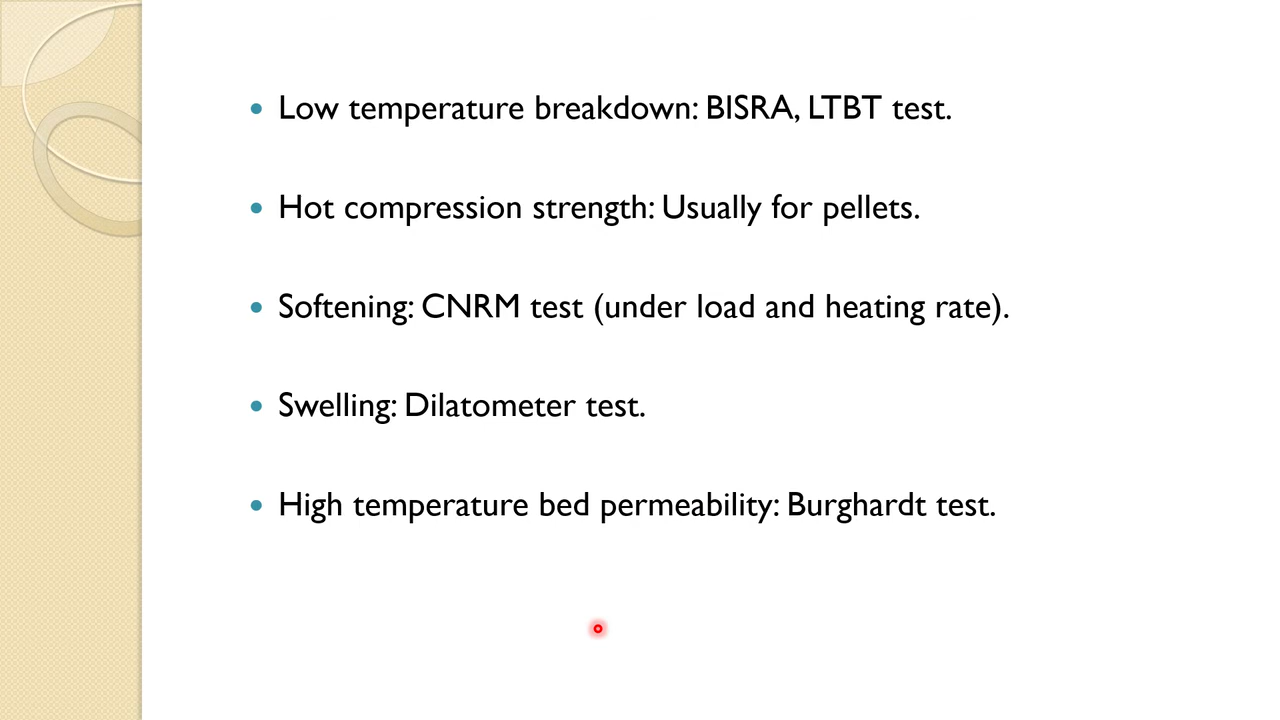 • Low temperature breakdown: BISRA, LTBT test.
• Hot compression strength: Usually for pellets.
• Softening: CNRM test (under load and heating rate).
• Swelling: Dilatometer test.
• High temperature bed permeability: Burghardt test.